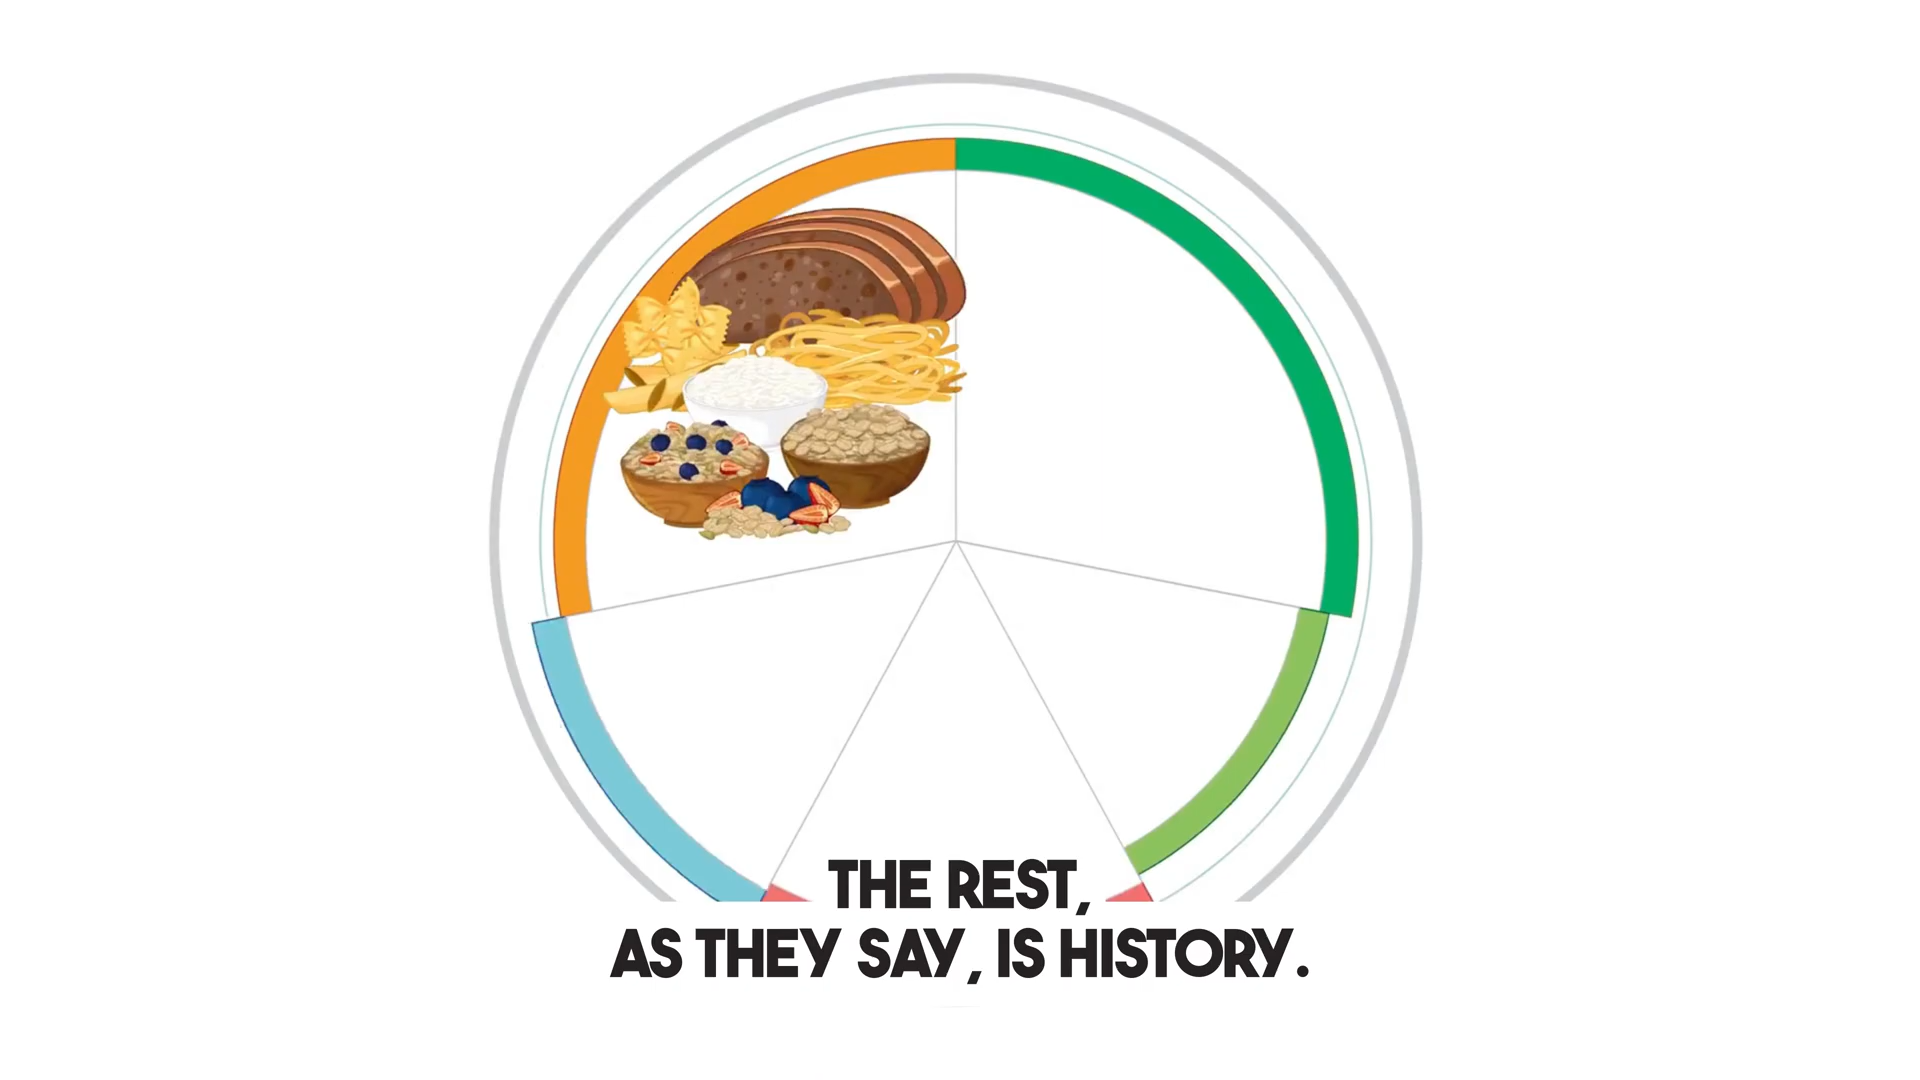 THE REST,
AS THEY SAY, IS HISTORY.